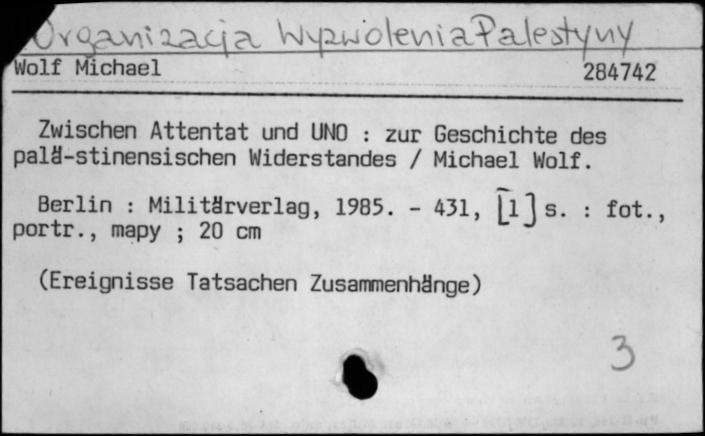 Organizacja Wyzwolenia Palestyny
Wolf Michael 284742
Zwischen Attentat und UNO : zur Geschichte des
palä-stinensischen Widerstandes / Michael Wolf.
Berlin : Militärverlag, 1985. - 431, [1] s. : fot.,
portr., mapy ; 20 cm
(Ereignisse Tatsachen Zusammenhänge)
3